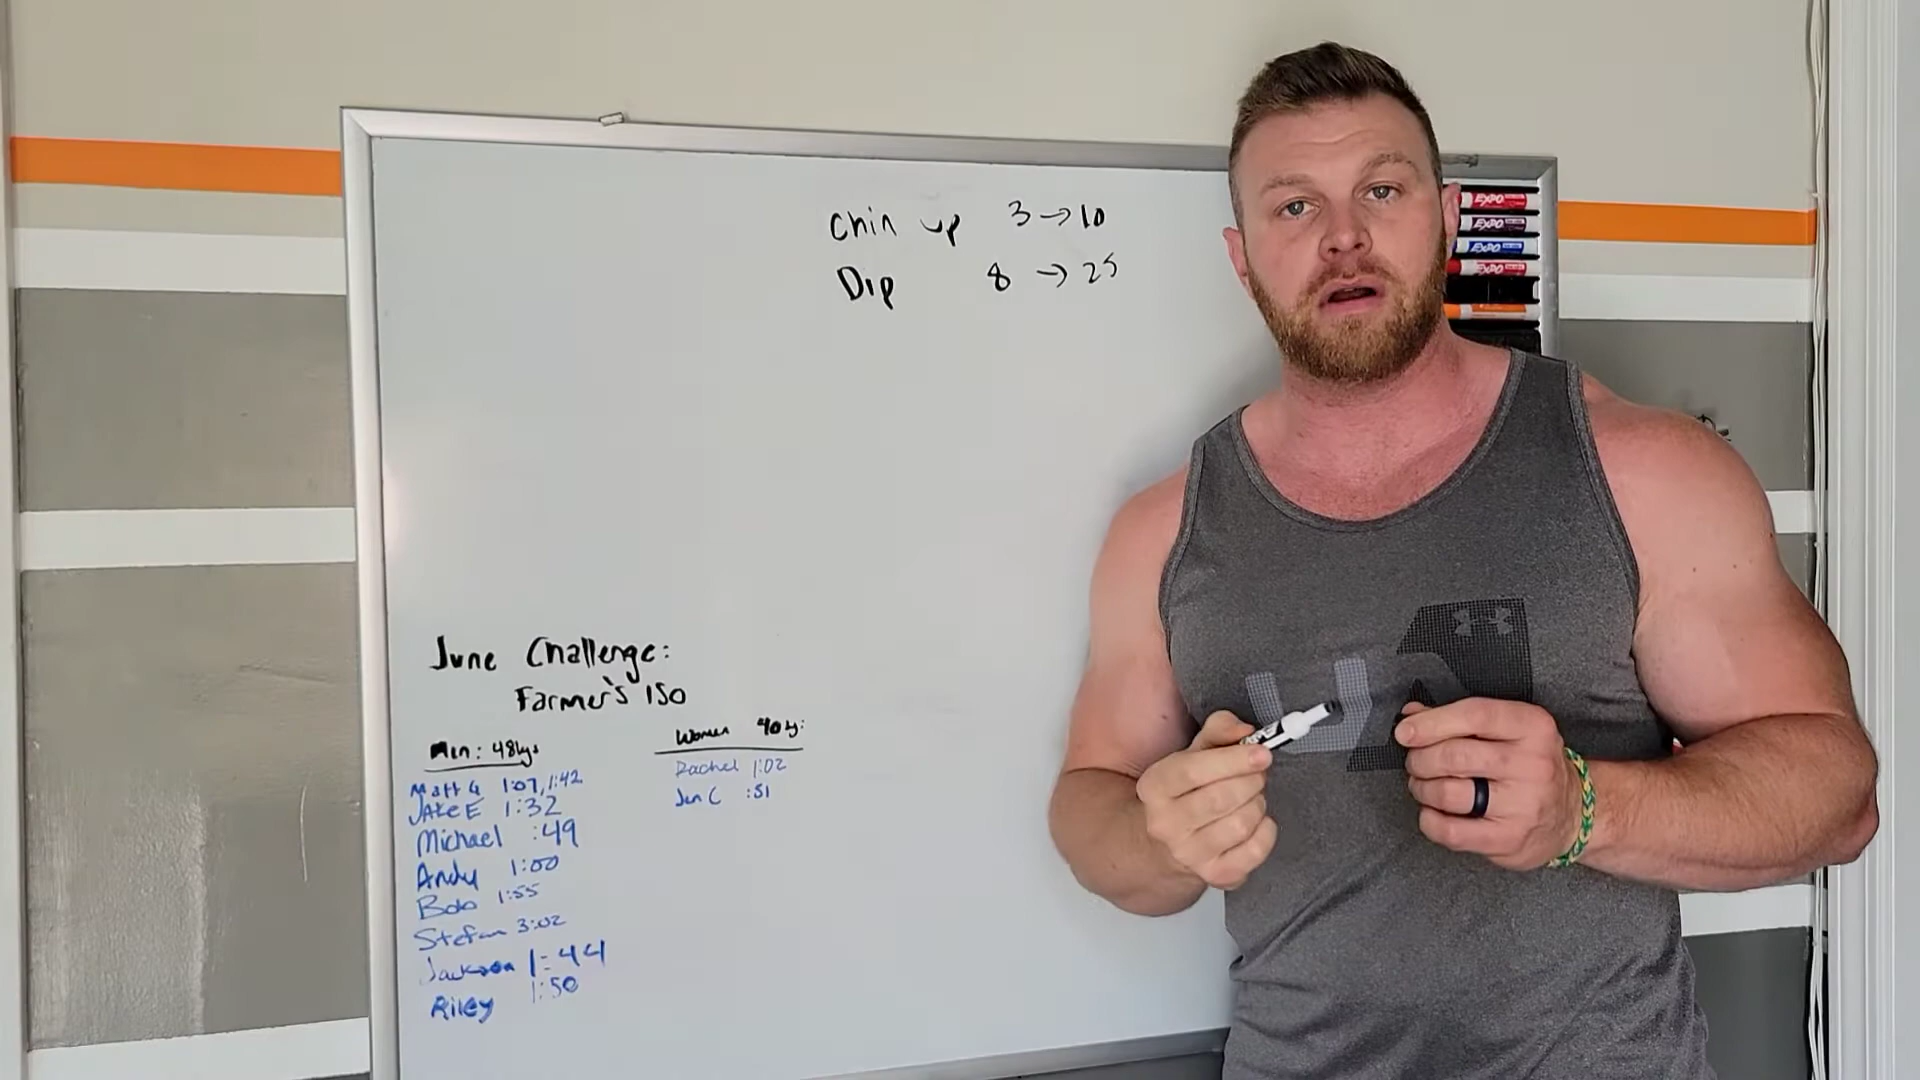 Chin up 3 → 10
Dip 8 → 25
June Challenge:
Farmer's ISO
Men: 48kgs
Matt G 1:07, 1:42
JAKE E 1:32
Michael :49
Andy 1:00
Bob 1:55
Stefan 3:02
Jackson 1:44
Riley 1:50
Women 40kg:
Rachel 1:02
Jen C :51
EXPO
EXPO
EXPO
EXPO
UA